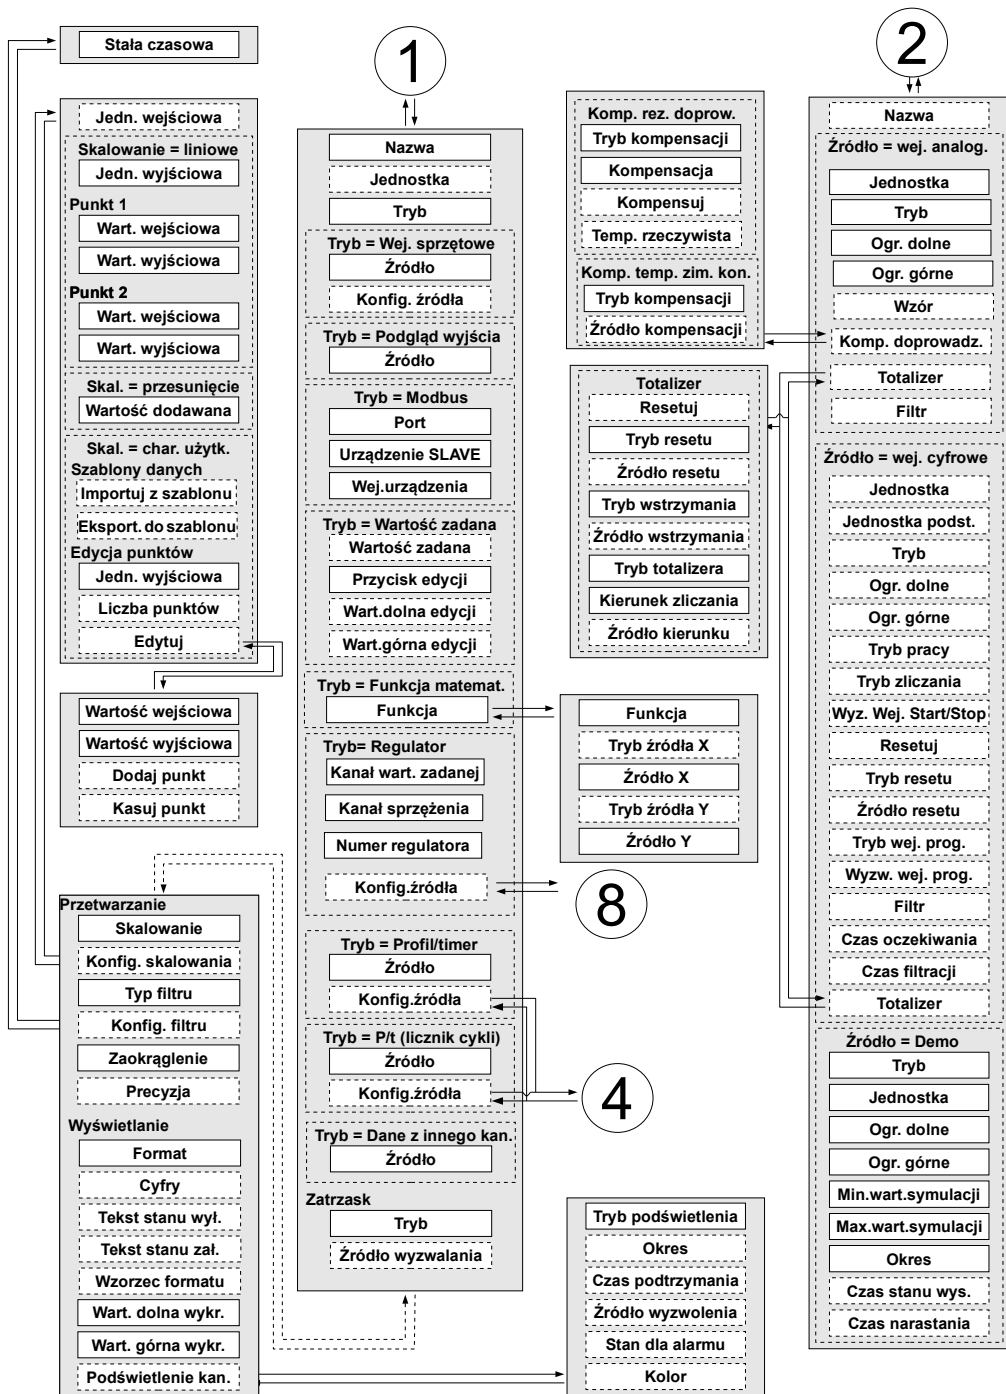 Stała czasowa
Jedn. wejściowa
Skalowanie = liniowe
Jedn. wyjściowa
Punkt 1
Wart. wejściowa
Wart. wyjściowa
Punkt 2
Wart. wejściowa
Wart. wyjściowa
Skal. = przesunięcie
Wartość dodawana
Skal. = char. użytk.
Szablony danych
Importuj z szablonu
Eksport.do szablonu
Edycja punktów
Jedn. wyjściowa
Liczba punktów
Edytuj
Wartość wejściowa
Wartość wyjściowa
Dodaj punkt
Kasuj punkt
Przetwarzanie
Skalowanie
Konfig. skalowania
Typ filtru
Konfig. filtru
Zaokrąglenie
Precyzja
Wyświetlanie
Format
Cyfry
Tekst stanu wył.
Tekst stanu zał.
Wzorzec formatu
Wart. dolna wykr.
Wart. górna wykr.
Podświetlenie kan.
1
Nazwa
Jednostka
Tryb
Tryb = Wej. sprzętowe
Źródło
Konfig. źródła
Tryb = Podgląd wyjścia
Źródło
Tryb = Modbus
Port
Urządzenie SLAVE
Wej.urządzenia
Tryb = Wartość zadana
Wartość zadana
Przycisk edycji
Wart.dolna edycji
Wart.górna edycji
Tryb = Funkcja matemat.
Funkcja
Tryb= Regulator
Kanał wart. zadanej
Kanał sprzężenia
Numer regulatora
Konfig.źródła
Tryb = Profil/timer
Źródło
Konfig.źródła
Tryb = P/t (licznik cykli)
Źródło
Konfig.źródła
Tryb = Dane z innego kan.
Źródło
Zatrzask
Tryb
Źródło wyzwalania
Komp. rez. doprow.
Tryb kompensacji
Kompensacja
Kompensuj
Temp. rzeczywista
Komp. temp. zim. kon.
Tryb kompensacji
Źródło kompensacji
Totalizer
Resetuj
Tryb resetu
Źródło resetu
Tryb wstrzymania
Źródło wstrzymania
Tryb totalizera
Kierunek zliczania
Źródło kierunku
Funkcja
Tryb źródła X
Źródło X
Tryb źródła Y
Źródło Y
8
4
Tryb podświetlenia
Okres
Czas podtrzymania
Źródło wyzwolenia
Stan dla alarmu
Kolor
2
Nazwa
Źródło = wej. analog.
Jednostka
Tryb
Ogr. dolne
Ogr. górne
Wzór
Komp. doprowadz.
Totalizer
Filtr
Źródło = wej. cyfrowe
Jednostka
Jednostka podst.
Tryb
Ogr. dolne
Ogr. górne
Tryb pracy
Tryb zliczania
Wyz. Wej. Start/Stop
Resetuj
Tryb resetu
Źródło resetu
Tryb wej. prog.
Wyzw. wej. prog.
Filtr
Czas oczekiwania
Czas filtracji
Totalizer
Źródło = Demo
Tryb
Jednostka
Ogr. dolne
Ogr. górne
Min.wart.symulacji
Max.wart.symulacji
Okres
Czas stanu wys.
Czas narastania